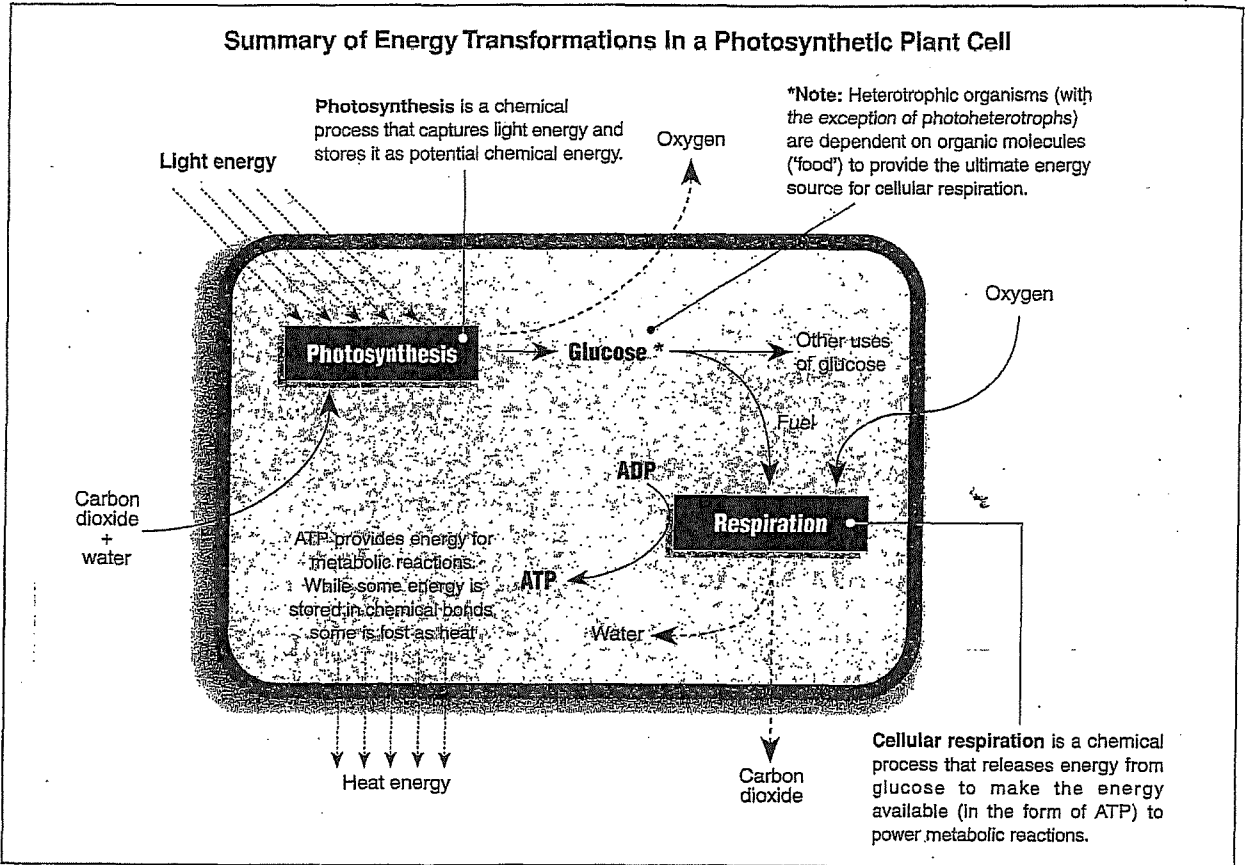 Summary of Energy Transformations in a Photosynthetic Plant Cell
Photosynthesis is a chemical
process that captures light energy and
stores it as potential chemical energy.
*Note: Heterotrophic organisms (with
the exception of photoheterotrophs)
are dependent on organic molecules
('food') to provide the ultimate energy
source for cellular respiration.
Light energy
Oxygen
Oxygen
Photosynthesis
Glucose *
Other uses
of glucose
Fuel
ADP
Respiration
Carbon
dioxide
+
water
ATP provides energy for
metabolic reactions.
While some energy is
stored in chemical bonds,
some is lost as heat
ATP
Water
Heat energy
Carbon
dioxide
Cellular respiration is a chemical
process that releases energy from
glucose to make the energy
available (in the form of ATP) to
power metabolic reactions.